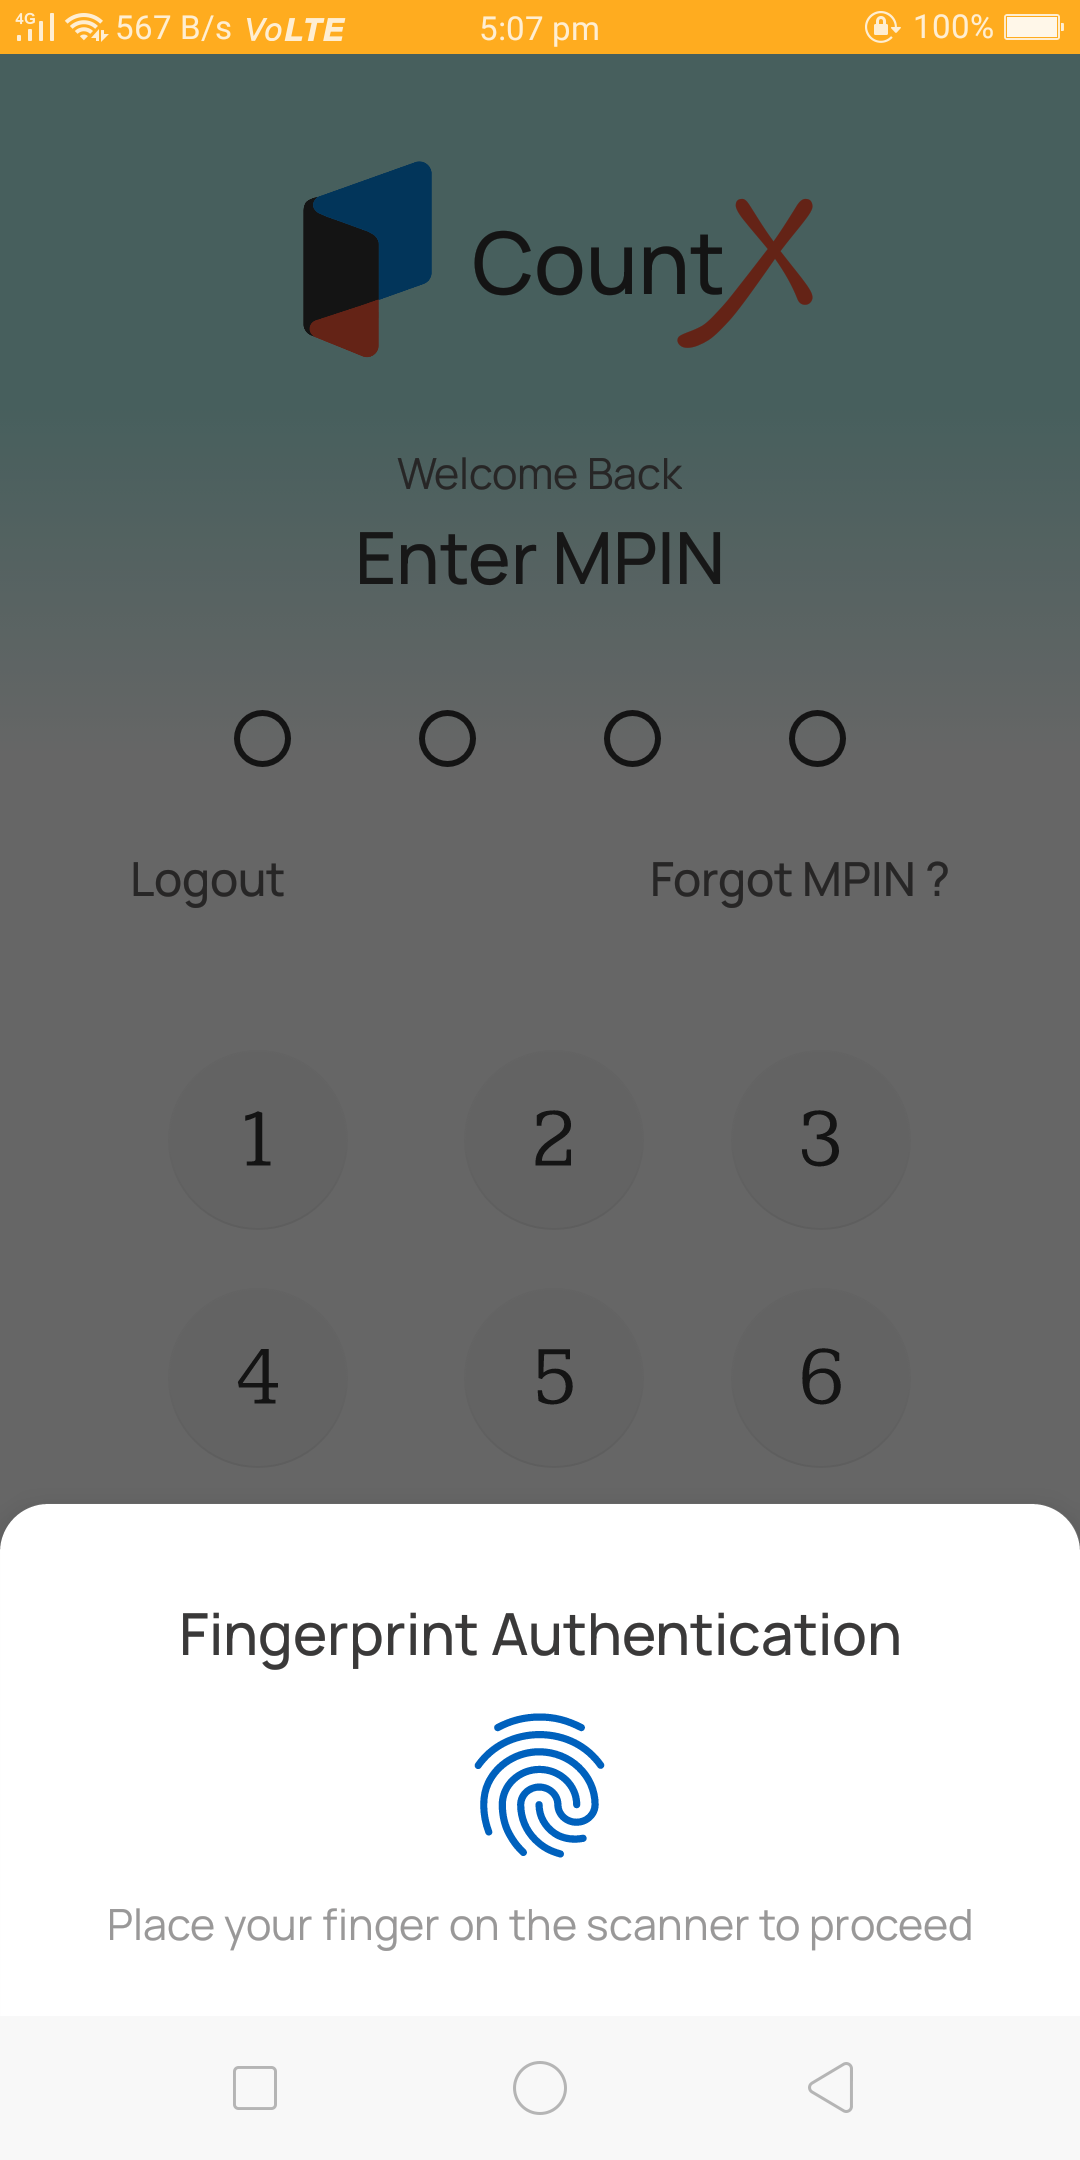 4G 567 B/s VoLTE 5:07 pm 100%
CountX
Welcome Back
Enter MPIN
Logout Forgot MPIN ?
1 2 3
4 5 6
Fingerprint Authentication
Place your finger on the scanner to proceed